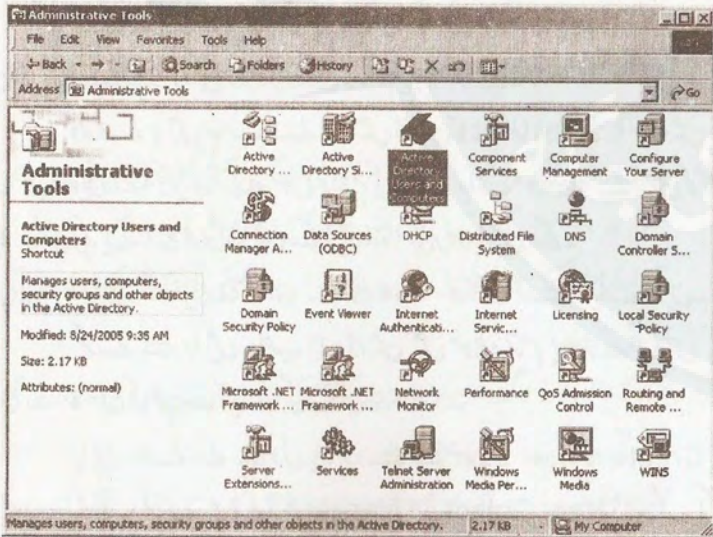 Administrative Tools
File Edit View Favorites Tools Help
Back Search Folders History
Address Administrative Tools Go
Administrative
Tools
Active Directory Users and
Computers
Shortcut
Manages users, computers,
security groups and other objects
in the Active Directory.
Modified: 8/24/2005 9:35 AM
Size: 2.17 KB
Attributes: (normal)
Active
Directory ...
Active
Directory Si...
Active
Directory
Users and
Computers
Component
Services
Computer
Management
Configure
Your Server
Connection
Manager A...
Data Sources
(ODBC)
DHCP
Distributed File
System
DNS
Domain
Controller S...
Domain
Security Policy
Event Viewer
Internet
Authenticati...
Internet
Servic...
Licensing
Local Security
Policy
Microsoft .NET
Framework ...
Microsoft .NET
Framework ...
Network
Monitor
Performance
QoS Admission
Control
Routing and
Remote ...
Server
Extensions...
Services
Telnet Server
Administration
Windows
Media Per...
Windows
Media
WINS
Manages users, computers, security groups and other objects in the Active Directory. 2.17 KB My Computer